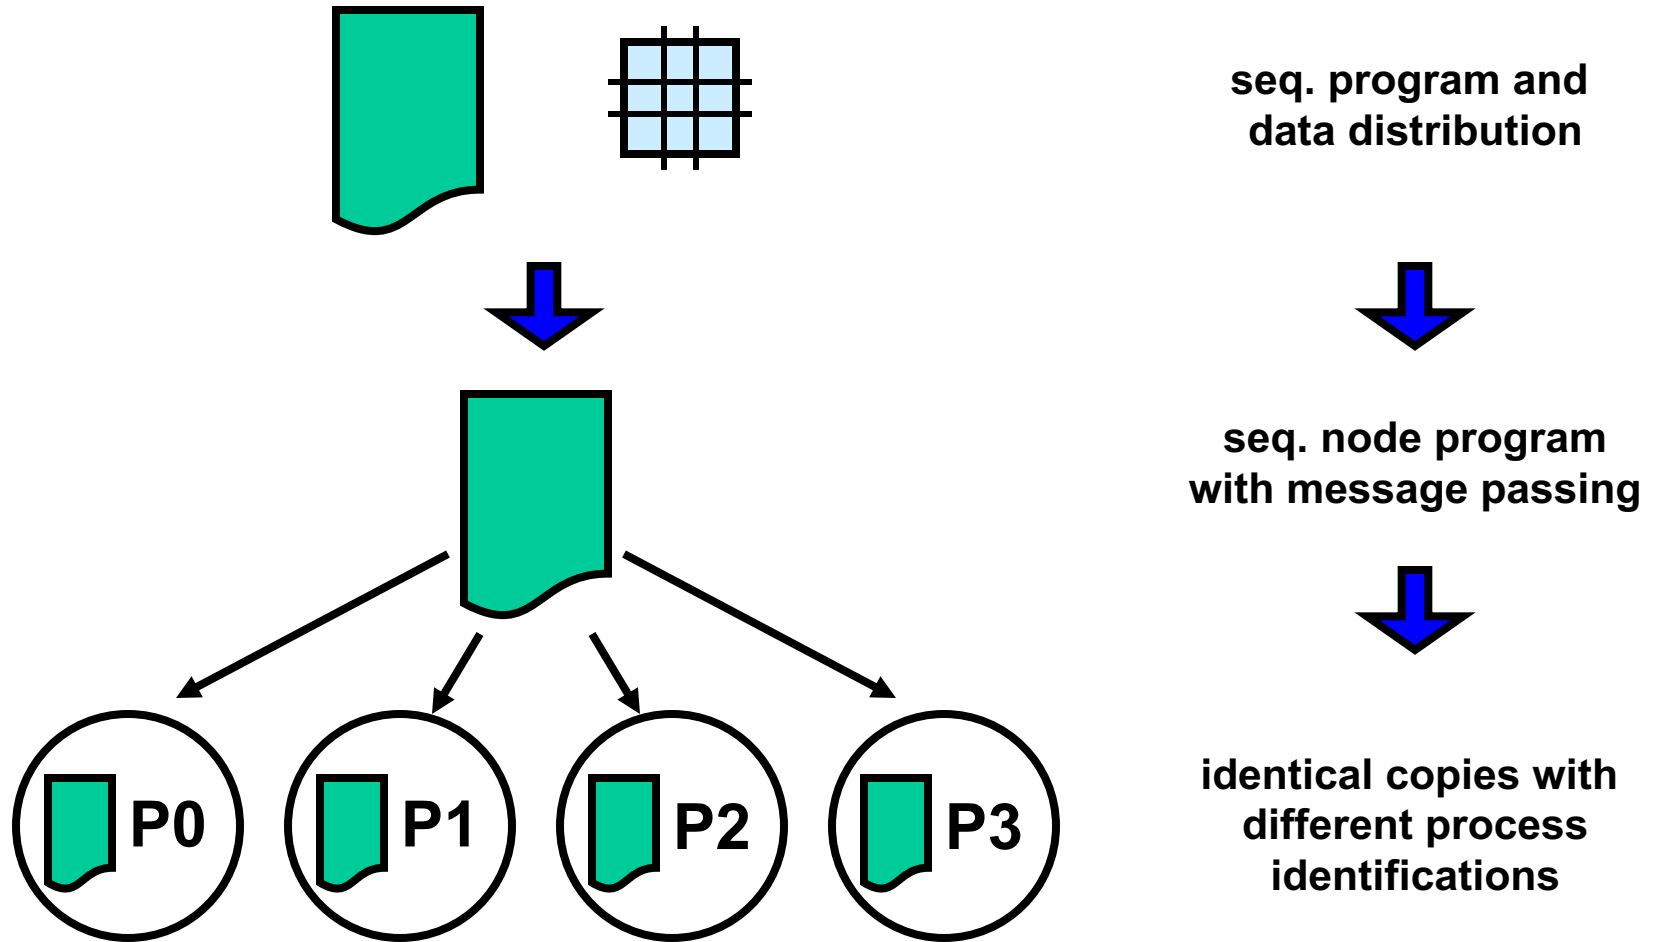 seq. program and
data distribution
seq. node program
with message passing
P0
P1
P2
P3
identical copies with
different process
identifications